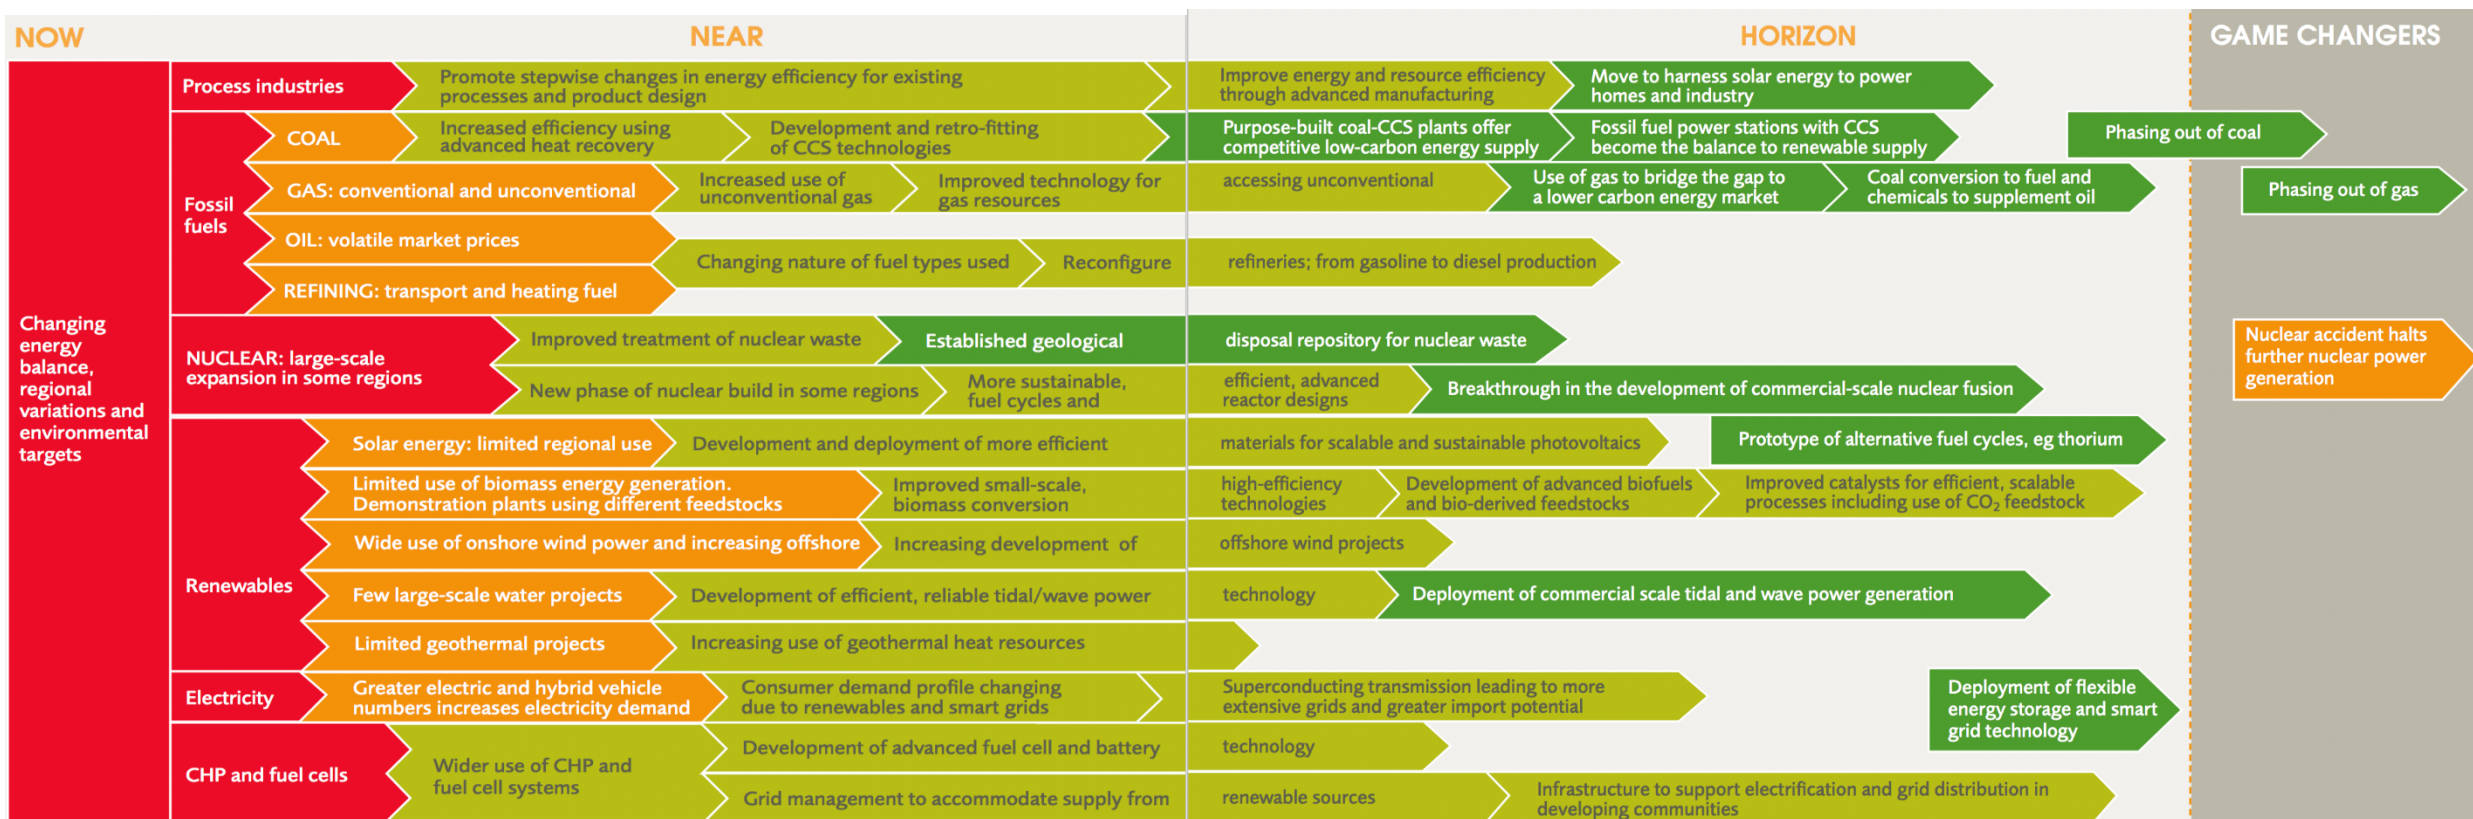 NOW
NEAR
HORIZON
GAME CHANGERS
Changing
energy
balance,
regional
variations and
environmental
targets
Process industries
Promote stepwise changes in energy efficiency for existing
processes and product design
Improve energy and resource efficiency
through advanced manufacturing
Move to harness solar energy to power
homes and industry
Fossil
fuels
COAL
Increased efficiency using
advanced heat recovery
Development and retro-fitting
of CCS technologies
Purpose-built coal-CCS plants offer
competitive low-carbon energy supply
Fossil fuel power stations with CCS
become the balance to renewable supply
Phasing out of coal
GAS: conventional and unconventional
Increased use of
unconventional gas
Improved technology for
gas resources
accessing unconventional
Use of gas to bridge the gap to
a lower carbon energy market
Coal conversion to fuel and
chemicals to supplement oil
Phasing out of gas
OIL: volatile market prices
Changing nature of fuel types used
Reconfigure
refineries; from gasoline to diesel production
REFINING: transport and heating fuel
NUCLEAR: large-scale
expansion in some regions
Improved treatment of nuclear waste
Established geological
disposal repository for nuclear waste
Nuclear accident halts
further nuclear power
generation
New phase of nuclear build in some regions
More sustainable,
fuel cycles and
efficient, advanced
reactor designs
Breakthrough in the development of commercial-scale nuclear fusion
Renewables
Solar energy: limited regional use
Development and deployment of more efficient
materials for scalable and sustainable photovoltaics
Prototype of alternative fuel cycles, eg thorium
Limited use of biomass energy generation.
Demonstration plants using different feedstocks
Improved small-scale,
biomass conversion
high-efficiency
technologies
Development of advanced biofuels
and bio-derived feedstocks
Improved catalysts for efficient, scalable
processes including use of CO₂ feedstock
Wide use of onshore wind power and increasing offshore
Increasing development of
offshore wind projects
Few large-scale water projects
Development of efficient, reliable tidal/wave power
technology
Deployment of commercial scale tidal and wave power generation
Limited geothermal projects
Increasing use of geothermal heat resources
Electricity
Greater electric and hybrid vehicle
numbers increases electricity demand
Consumer demand profile changing
due to renewables and smart grids
Superconducting transmission leading to more
extensive grids and greater import potential
Deployment of flexible
energy storage and smart
grid technology
CHP and fuel cells
Wider use of CHP and
fuel cell systems
Development of advanced fuel cell and battery
technology
Grid management to accommodate supply from
renewable sources
Infrastructure to support electrification and grid distribution in
developing communities